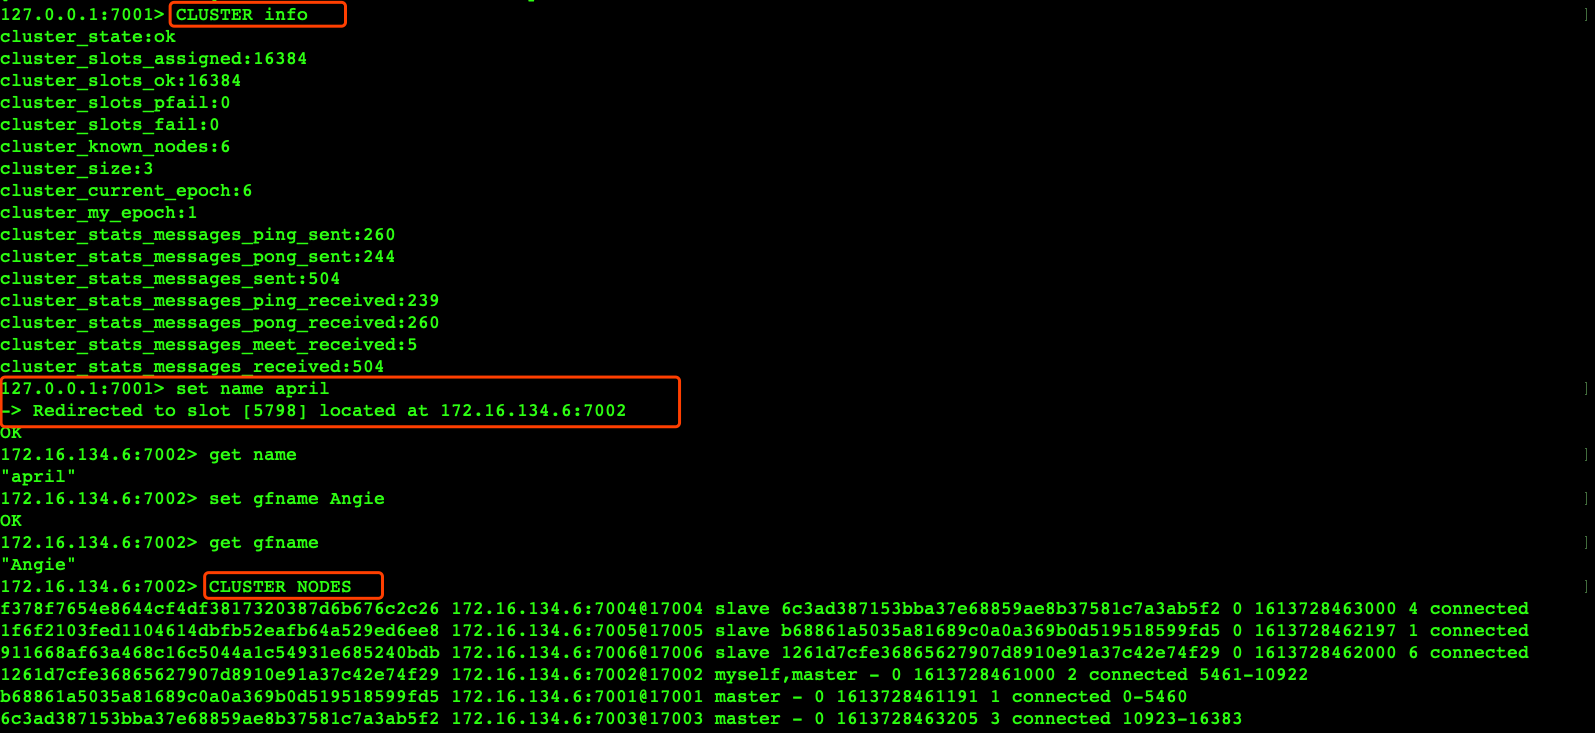 127.0.0.1:7001> CLUSTER info
cluster_state:ok
cluster_slots_assigned:16384
cluster_slots_ok:16384
cluster_slots_pfail:0
cluster_slots_fail:0
cluster_known_nodes:6
cluster_size:3
cluster_current_epoch:6
cluster_my_epoch:1
cluster_stats_messages_ping_sent:260
cluster_stats_messages_pong_sent:244
cluster_stats_messages_sent:504
cluster_stats_messages_ping_received:239
cluster_stats_messages_pong_received:260
cluster_stats_messages_meet_received:5
cluster_stats_messages_received:504
127.0.0.1:7001> set name april
-> Redirected to slot [5798] located at 172.16.134.6:7002
OK
172.16.134.6:7002> get name
"april"
172.16.134.6:7002> set gfname Angie
OK
172.16.134.6:7002> get gfname
"Angie"
172.16.134.6:7002> CLUSTER NODES
f378f7654e8644cf4df3817320387d6b676c2c26 172.16.134.6:7004@17004 slave 6c3ad387153bba37e68859ae8b37581c7a3ab5f2 0 1613728463000 4 connected
1f6f2103fed1104614dbfb52eafb64a529ed6ee8 172.16.134.6:7005@17005 slave b68861a5035a81689c0a0a369b0d519518599fd5 0 1613728462197 1 connected
911668af63a468c16c5044a1c54931e685240bdb 172.16.134.6:7006@17006 slave 1261d7cfe36865627907d8910e91a37c42e74f29 0 1613728462000 6 connected
1261d7cfe36865627907d8910e91a37c42e74f29 172.16.134.6:7002@17002 myself,master - 0 1613728461000 2 connected 5461-10922
b68861a5035a81689c0a0a369b0d519518599fd5 172.16.134.6:7001@17001 master - 0 1613728461191 1 connected 0-5460
6c3ad387153bba37e68859ae8b37581c7a3ab5f2 172.16.134.6:7003@17003 master - 0 1613728463205 3 connected 10923-16383